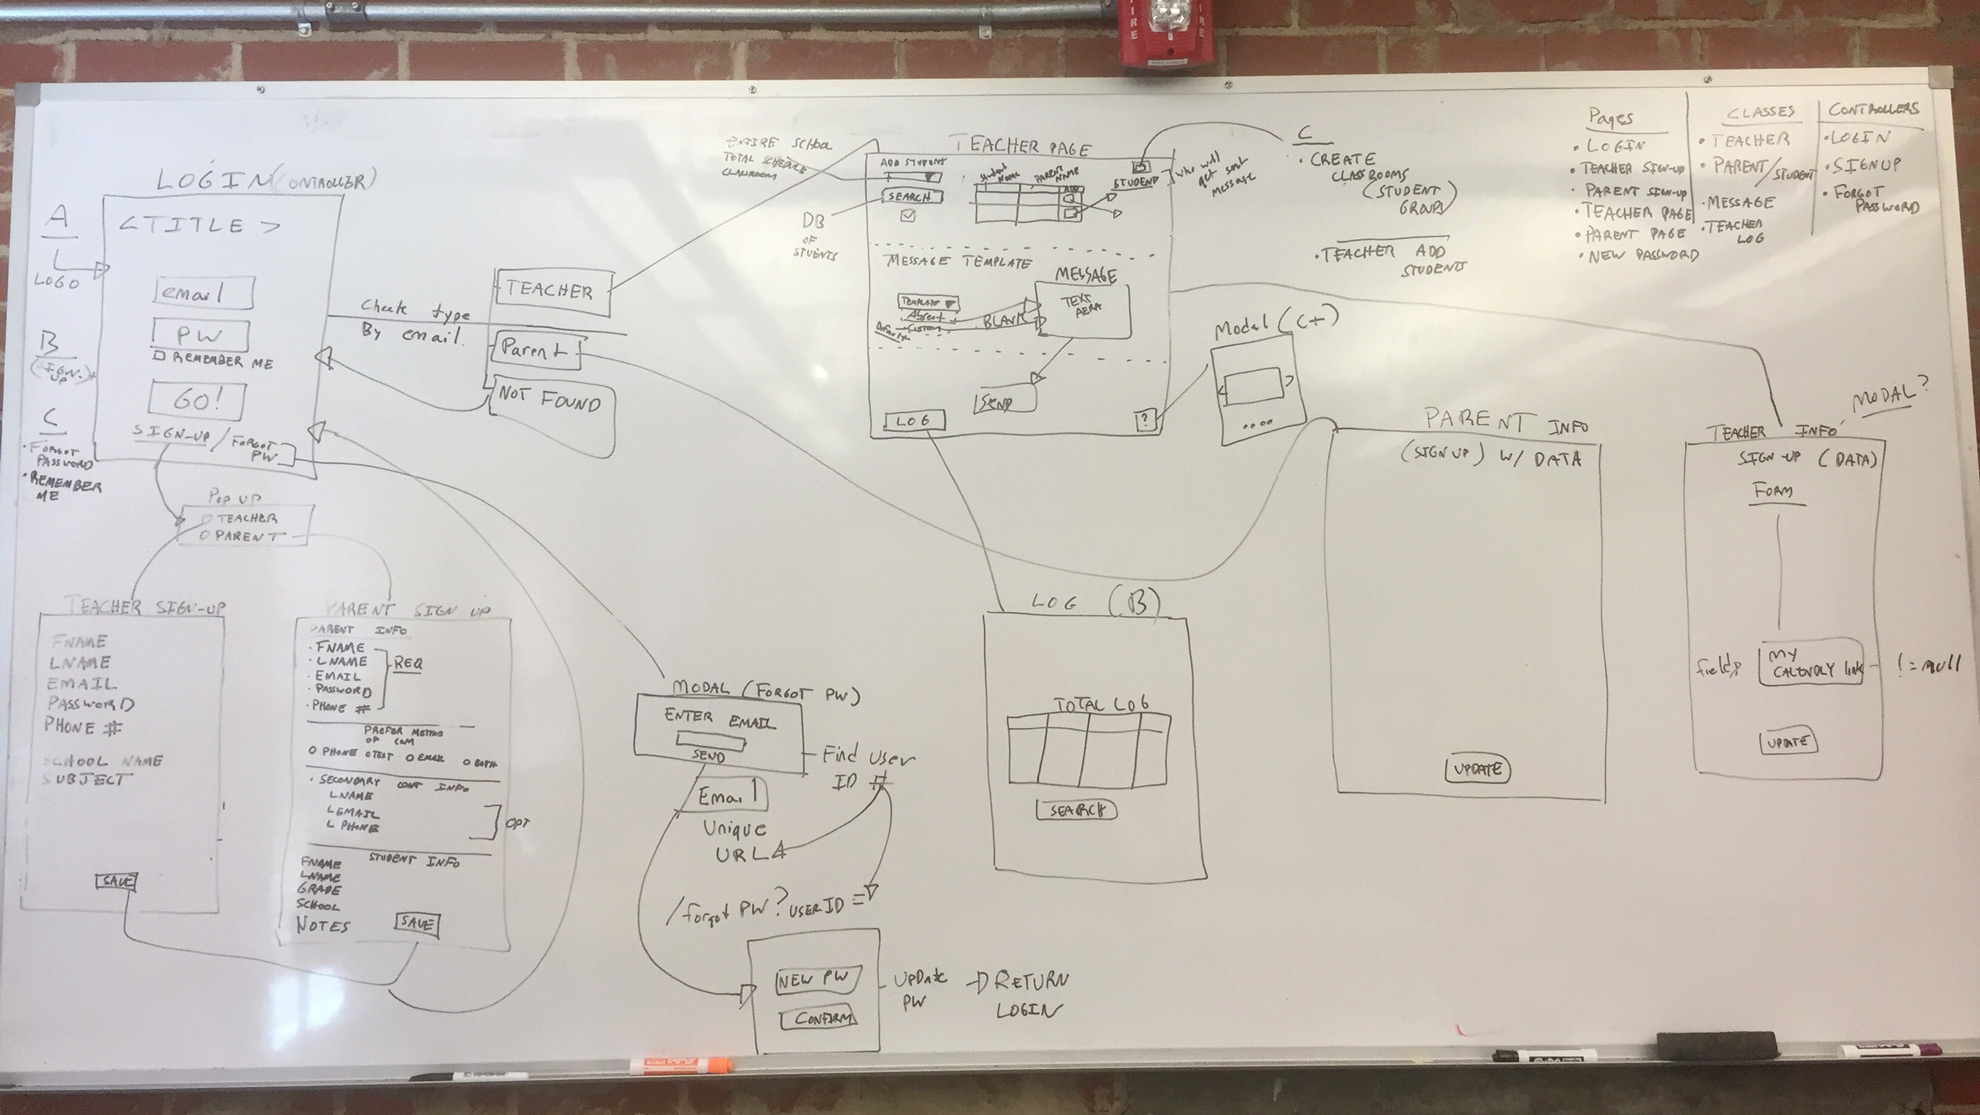 FIRE
FIRE
LOGIN (CONTROLLER)
A
LOGO
B
(SIGN-UP)
C
• FORGOT
PASSWORD
• REMEMBER
ME
<TITLE>
email
PW
REMEMBER ME
GO!
SIGN-UP / FORGOT
PW
Check type
By email.
TEACHER
Parent
NOT FOUND
POP UP
TEACHER
PARENT
TEACHER SIGN-UP
FNAME
LNAME
EMAIL
PASSWORD
PHONE #
SCHOOL NAME
SUBJECT
SAVE
PARENT SIGN UP
PARENT INFO
• FNAME
• LNAME
• EMAIL
• PASSWORD
• PHONE #
REQ
PREFER METHOD
OF COM
PHONE TEXT EMAIL BOTH
• SECONDARY CONT INFO
LNAME
L EMAIL
L PHONE
OPT
STUDENT INFO
FNAME
LNAME
GRADE
SCHOOL
NOTES
SAVE
MODAL (FORGOT PW)
ENTER EMAIL
SEND
Find User
ID #
Email
Unique
URL
/forgot PW?USERID=
NEW PW
CONFIRM
UPDATE
PW
RETURN
LOGIN
TEACHER PAGE
ENTIRE SCHOOL
CLASSROOM
ADD STUDENT
SEARCH
DB
OF
STUENTS
STUDENT
NAME
PARENT
NAME
ADD
STUDENT
who will
get sent
message
MESSAGE TEMPLATE
TEMPLATE
Absent
Custom
BLANK
MESSAGE
TEXT
AERA
SEND
LOG
?
C
• CREATE
CLASSROOMS
(STUDENT
GROUPS)
• TEACHER ADD
STUDENTS
Modal (C+)
LOG (B)
TOTAL LOG
SEARCH
PARENT INFO
(SIGN UP) W/ DATA
UPDATE
MODAL?
TEACHER INFO
SIGN-UP (DATA)
FORM
fields
MY
CALENDLY link
!= null
UPDATE
Pages
• LOGIN
• TEACHER SIGN-UP
• PARENT SIGN-UP
• TEACHER PAGE
• PARENT PAGE
• NEW PASSWORD
CLASSES
• TEACHER
• PARENT/STUDENT
• MESSAGE
• TEACHER
LOG
CONTROLLERS
• LOGIN
• SIGNUP
• FORGOT
PASSWORD